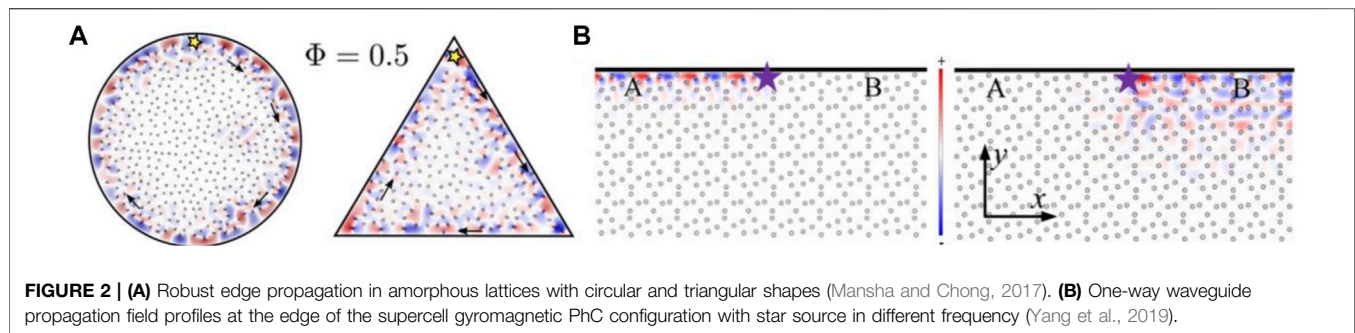 A
Φ = 0.5
B
A
B
+
-
A
B
y
x
FIGURE 2 | (A) Robust edge propagation in amorphous lattices with circular and triangular shapes (Mansha and Chong, 2017). (B) One-way waveguide
propagation field profiles at the edge of the supercell gyromagnetic PhC configuration with star source in different frequency (Yang et al., 2019).